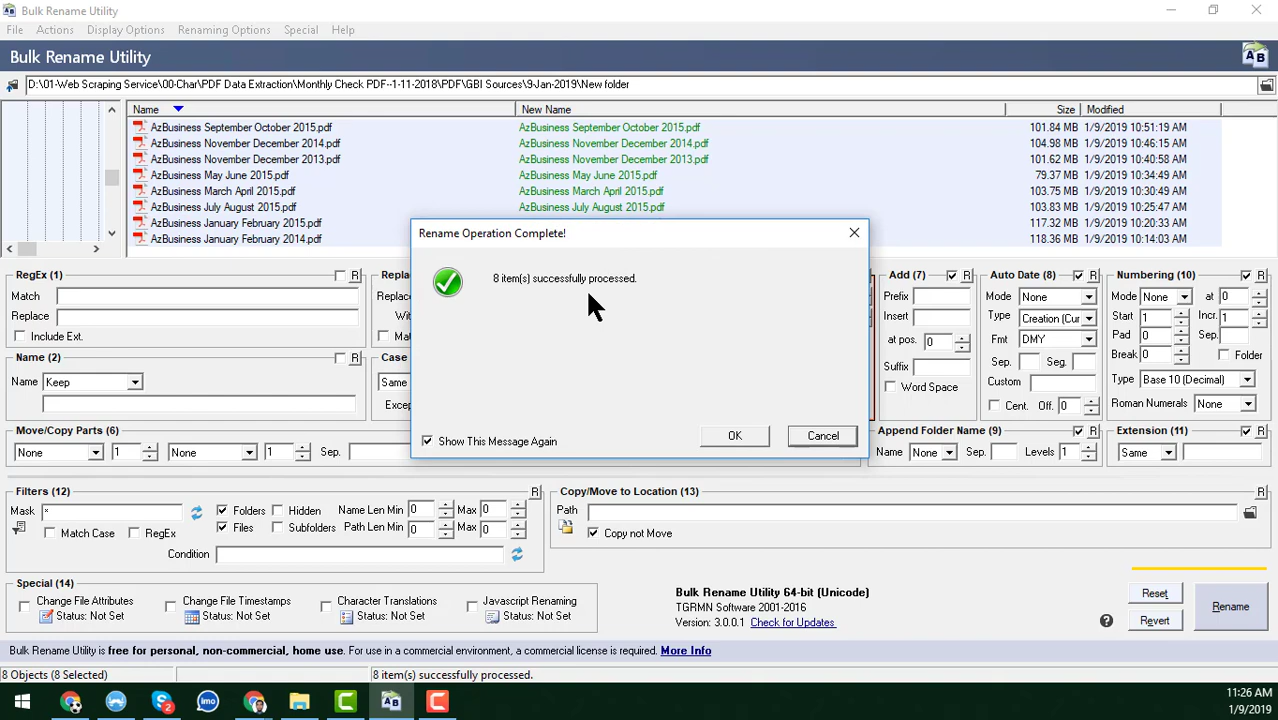 Bulk Rename Utility
File Actions Display Options Renaming Options Special Help
Bulk Rename Utility
D:\01-Web Scraping Service\00-Char\PDF Data Extraction\Monthly Check PDF--1-11-2018\PDF\GBI Sources\9-Jan-2019\New folder
Name New Name Size Modified
AzBusiness September October 2015.pdf AzBusiness September October 2015.pdf 101.84 MB 1/9/2019 10:51:19 AM
AzBusiness November December 2014.pdf AzBusiness November December 2014.pdf 104.98 MB 1/9/2019 10:46:15 AM
AzBusiness November December 2013.pdf AzBusiness November December 2013.pdf 101.62 MB 1/9/2019 10:40:58 AM
AzBusiness May June 2015.pdf AzBusiness May June 2015.pdf 79.37 MB 1/9/2019 10:34:49 AM
AzBusiness March April 2015.pdf AzBusiness March April 2015.pdf 103.75 MB 1/9/2019 10:30:49 AM
AzBusiness July August 2015.pdf AzBusiness July August 2015.pdf 103.83 MB 1/9/2019 10:25:47 AM
AzBusiness January February 2015.pdf 117.32 MB 1/9/2019 10:20:33 AM
AzBusiness January February 2014.pdf 118.36 MB 1/9/2019 10:14:03 AM
Rename Operation Complete!
8 item(s) successfully processed.
Show This Message Again OK Cancel
RegEx (1) R
Match
Replace
Include Ext.
Name (2) R
Name Keep
Replac
Replac
Wit
Mat
Case
Same
Excep
Add (7) R
Prefix
Insert
at pos. 0
Suffix
Word Space
Auto Date (8) R
Mode None
Type Creation (Cur
Fmt DMY
Sep. Seg.
Custom
Cent. Off. 0
Numbering (10) R
Mode None at 0
Start 1 Incr. 1
Pad 0 Sep.
Break 0 Folder
Type Base 10 (Decimal)
Roman Numerals None
Move/Copy Parts (6)
None 1 None 1 Sep.
Append Folder Name (9) R
Name None Sep. Levels 1
Extension (11) R
Same
Filters (12) R
Mask * Folders Hidden Name Len Min 0 Max 0
Match Case RegEx Files Subfolders Path Len Min 0 Max 0
Condition
Copy/Move to Location (13) R
Path
Copy not Move
Special (14)
Change File Attributes Change File Timestamps Character Translations Javascript Renaming
Status: Not Set Status: Not Set Status: Not Set Status: Not Set
Bulk Rename Utility 64-bit (Unicode)
TGRMN Software 2001-2016
Version: 3.0.0.1 Check for Updates
Reset
Revert
Rename
Bulk Rename Utility is free for personal, non-commercial, home use. For use in a commercial environment, a commercial license is required. More Info
8 Objects (8 Selected) 8 item(s) successfully processed.
imo
AB
C
C
11:26 AM
1/9/2019